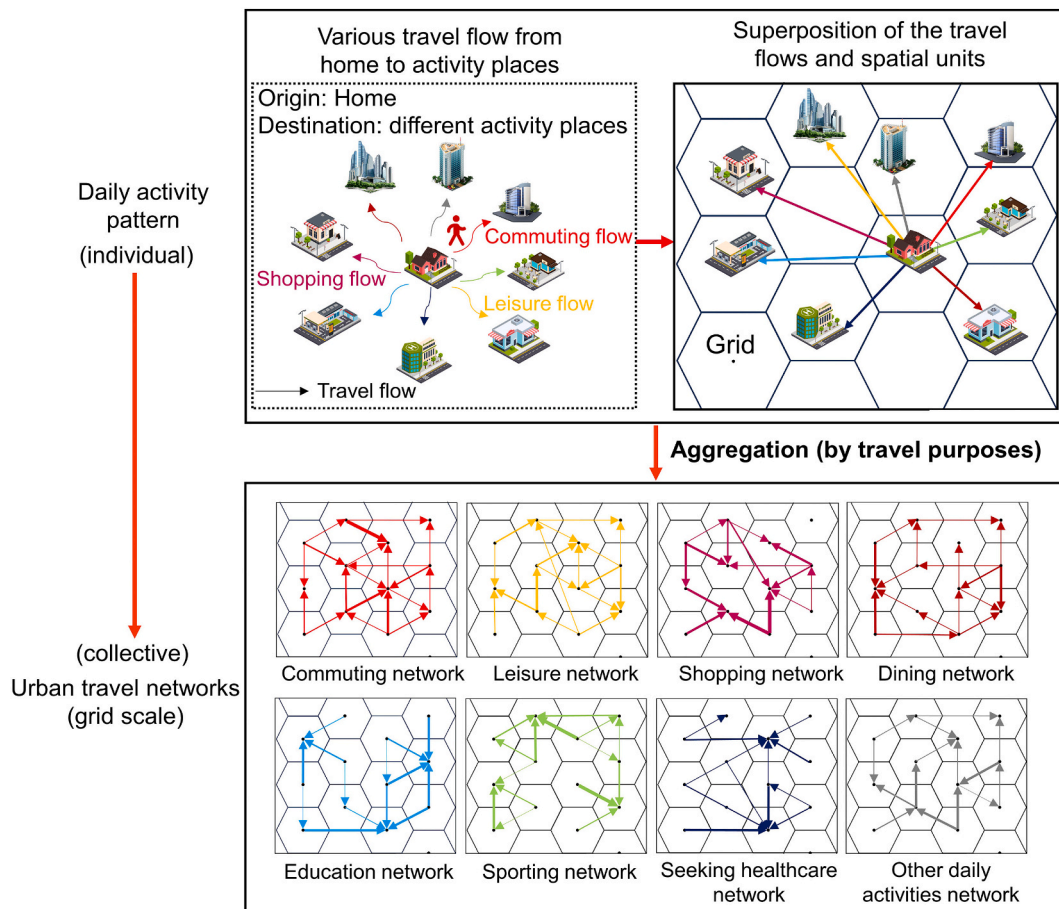 Various travel flow from
home to activity places
Superposition of the travel
flows and spatial units
Origin: Home
Destination: different activity places
Commuting flow
Shopping flow
Leisure flow
Travel flow
Grid
Daily activity
pattern
(individual)
Aggregation (by travel purposes)
(collective)
Urban travel networks
(grid scale)
Commuting network
Leisure network
Shopping network
Dining network
Education network
Sporting network
Seeking healthcare
network
Other daily
activities network